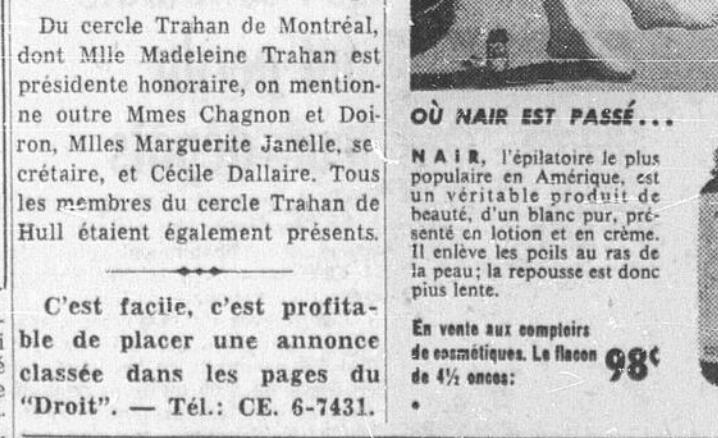 Du cercle Trahan de Montréal,
dont Mlle Madeleine Trahan est
présidente honoraire, on mention-
ne outre Mmes Chagnon et Doi-
ron, Mlles Marguerite Janelle, se
crétaire, et Cécile Dallaire. Tous
les membres du cercle Trahan de
Hull étaient également présents.
C'est facile, c'est profita-
ble de placer une annonce
classée dans les pages du
"Droit". — Tél.: CE. 6-7431.
OÙ NAIR EST PASSÉ...
NAIR, l'épilatoire le plus
populaire en Amérique, est
un véritable produit de
beauté, d'un blanc pur, pré-
senté en lotion et en crème.
Il enlève les poils au ras de
la peau; la repousse est donc
plus lente.
En vente aux comptoirs
de cosmétiques. Le flacon
de 4½ onces: 98¢